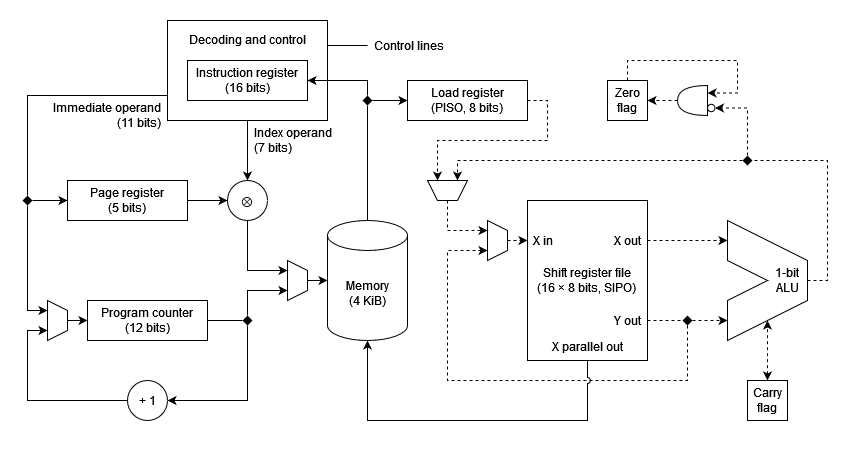 Decoding and control
Control lines
Instruction register
(16 bits)
Load register
(PISO, 8 bits)
Zero
flag
Immediate operand
(11 bits)
Index operand
(7 bits)
Page register
(5 bits)
⊗
X in
X out
Shift register file
(16 × 8 bits, SIPO)
1-bit
ALU
Memory
(4 KiB)
Program counter
(12 bits)
Y out
X parallel out
+ 1
Carry
flag